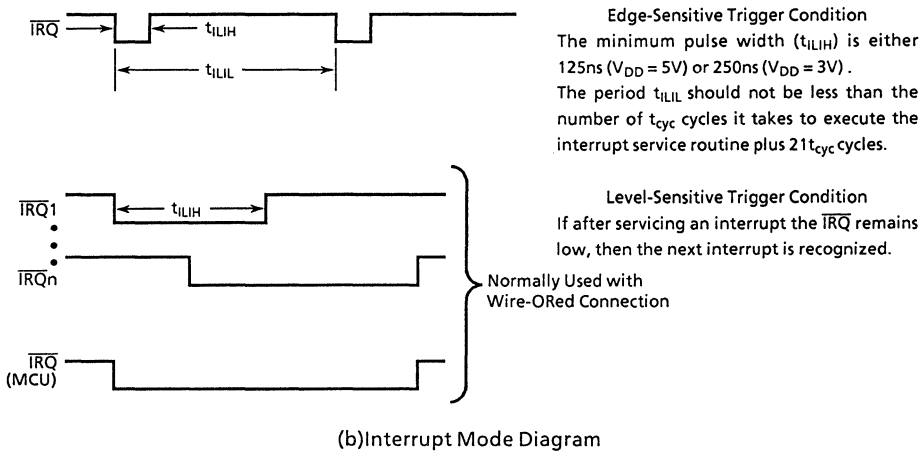 IRQ
tILIH
tILIL
Edge-Sensitive Trigger Condition
The minimum pulse width (tILIH) is either
125ns (VDD = 5V) or 250ns (VDD = 3V) .
The period tILIL should not be less than the
number of tcyc cycles it takes to execute the
interrupt service routine plus 21tcyc cycles.
IRQ1
tILIH
IRQn
IRQ
(MCU)
Normally Used with
Wire-ORed Connection
Level-Sensitive Trigger Condition
If after servicing an interrupt the IRQ remains
low, then the next interrupt is recognized.
(b)Interrupt Mode Diagram